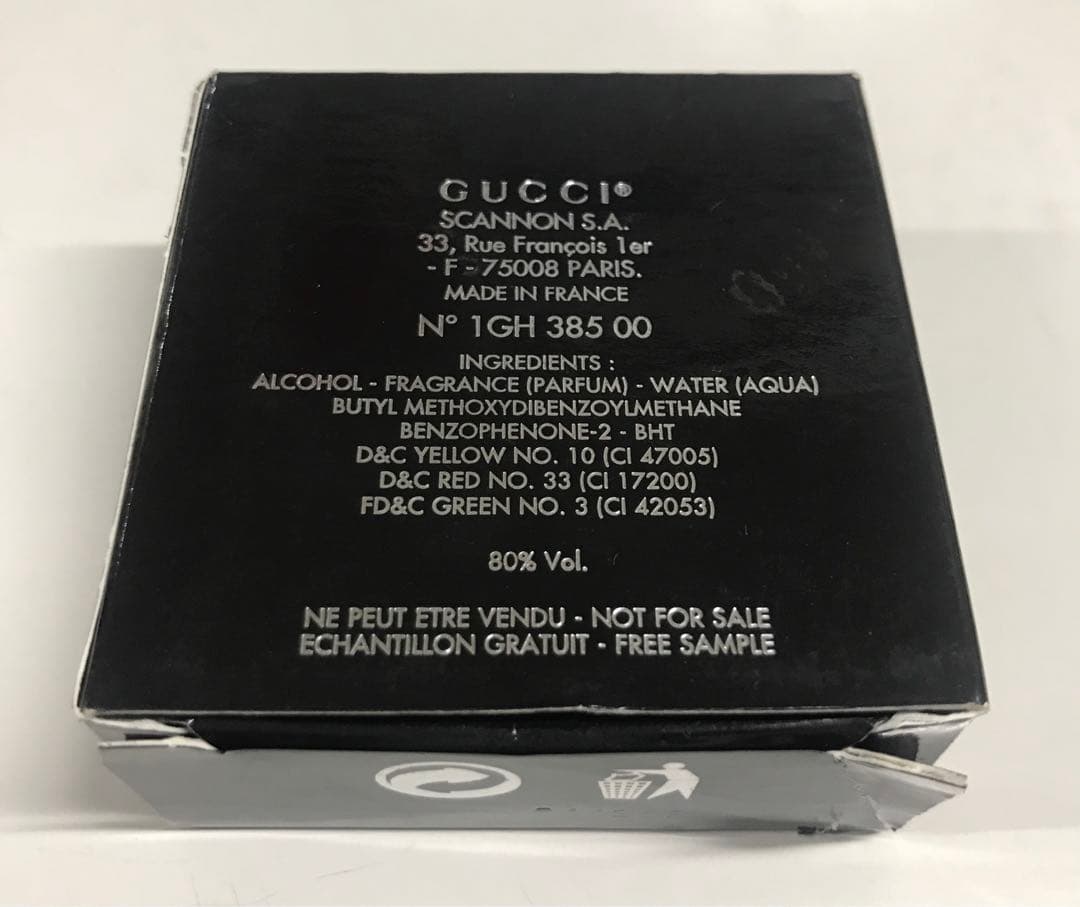 GUCCI®
SCANNON S.A.
33, Rue François 1er
- F - 75008 PARIS.
MADE IN FRANCE
N° 1GH 385 00
INGREDIENTS :
ALCOHOL - FRAGRANCE (PARFUM) - WATER (AQUA)
BUTYL METHOXYDIBENZOYLMETHANE
BENZOPHENONE-2 - BHT
D&C YELLOW NO. 10 (CI 47005)
D&C RED NO. 33 (CI 17200)
FD&C GREEN NO. 3 (CI 42053)
80% Vol.
NE PEUT ETRE VENDU - NOT FOR SALE
ECHANTILLON GRATUIT - FREE SAMPLE